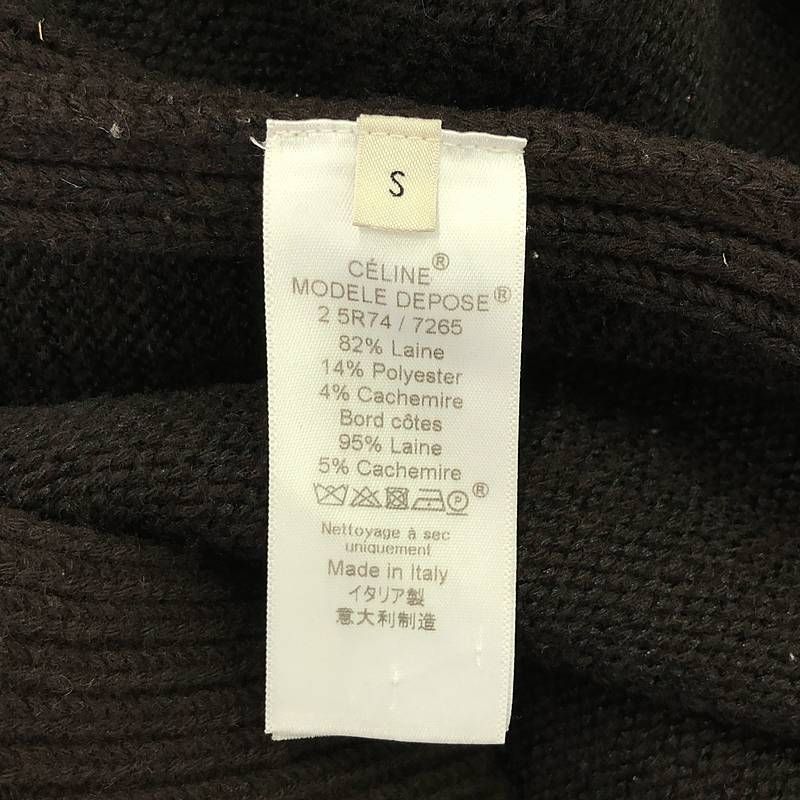 S
CÉLINE®
MODELE DEPOSE®
2 5R74 / 7265
82% Laine
14% Polyester
4% Cachemire
Bord côtes
95% Laine
5% Cachemire
P ®
Nettoyage à sec
uniquement
Made in Italy
イタリア製
意大利制造